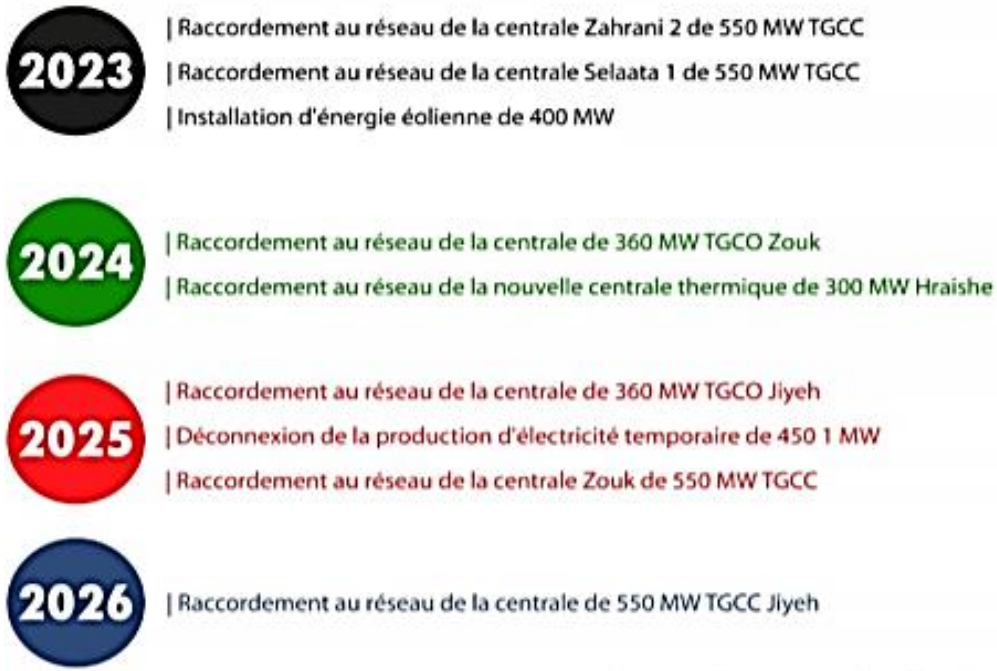 2023
| Raccordement au réseau de la centrale Zahrani 2 de 550 MW TGCC
| Raccordement au réseau de la centrale Selaata 1 de 550 MW TGCC
| Installation d'énergie éolienne de 400 MW
2024
| Raccordement au réseau de la centrale de 360 MW TGCO Zouk
| Raccordement au réseau de la nouvelle centrale thermique de 300 MW Hraishe
2025
| Raccordement au réseau de la centrale de 360 MW TGCO Jiyeh
| Déconnexion de la production d'électricité temporaire de 450 1 MW
| Raccordement au réseau de la centrale Zouk de 550 MW TGCC
2026
| Raccordement au réseau de la centrale de 550 MW TGCC Jiyeh